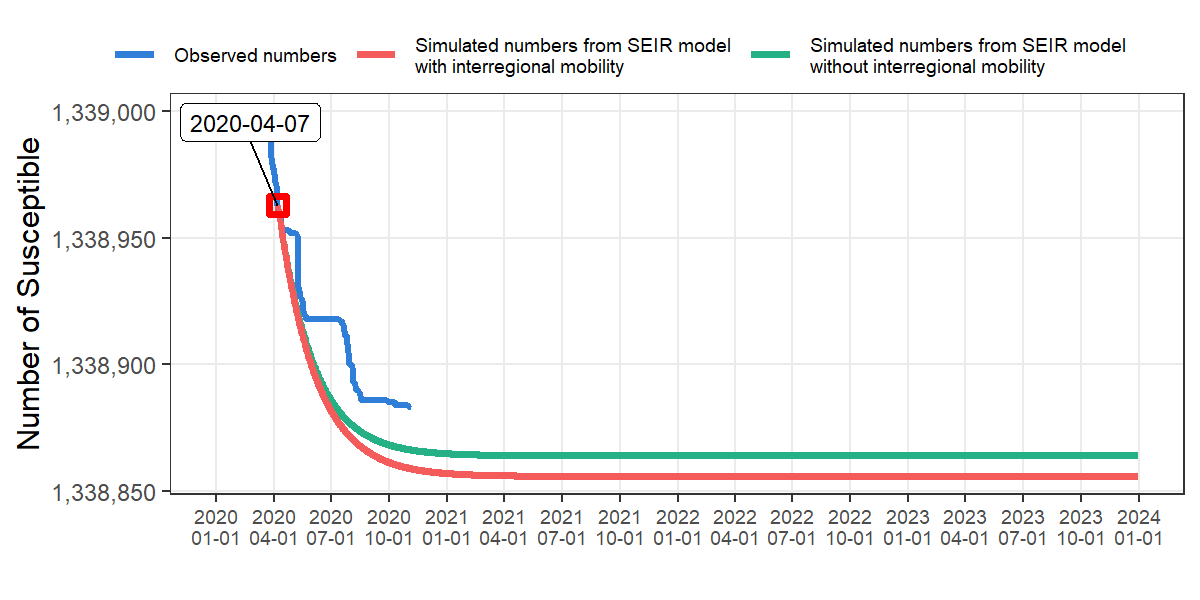 Observed numbers
Simulated numbers from SEIR model
with interregional mobility
Simulated numbers from SEIR model
without interregional mobility
2020-04-07
Number of Susceptible
1,339,000
1,338,950
1,338,900
1,338,850
2020 2020 2020 2020 2021 2021 2021 2021 2022 2022 2022 2022 2023 2023 2023 2023 2024
01-01 04-01 07-01 10-01 01-01 04-01 07-01 10-01 01-01 04-01 07-01 10-01 01-01 04-01 07-01 10-01 01-01